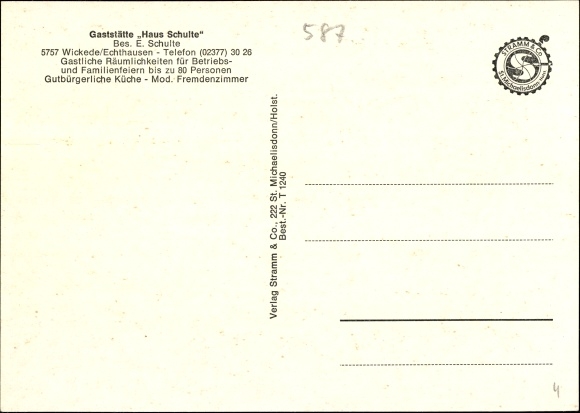 Gaststätte „Haus Schulte“
Bes. E. Schulte
5757 Wickede/Echthausen - Telefon (02377) 30 26
Gastliche Räumlichkeiten für Betriebs-
und Familienfeiern bis zu 80 Personen
Gutbürgerliche Küche - Mod. Fremdenzimmer
587
STRAMM & Co.
St. Michaelisdonn
Verlag Stramm & Co., 222 St. Michaelisdonn/Holst.
Best.-Nr. T 1240
4